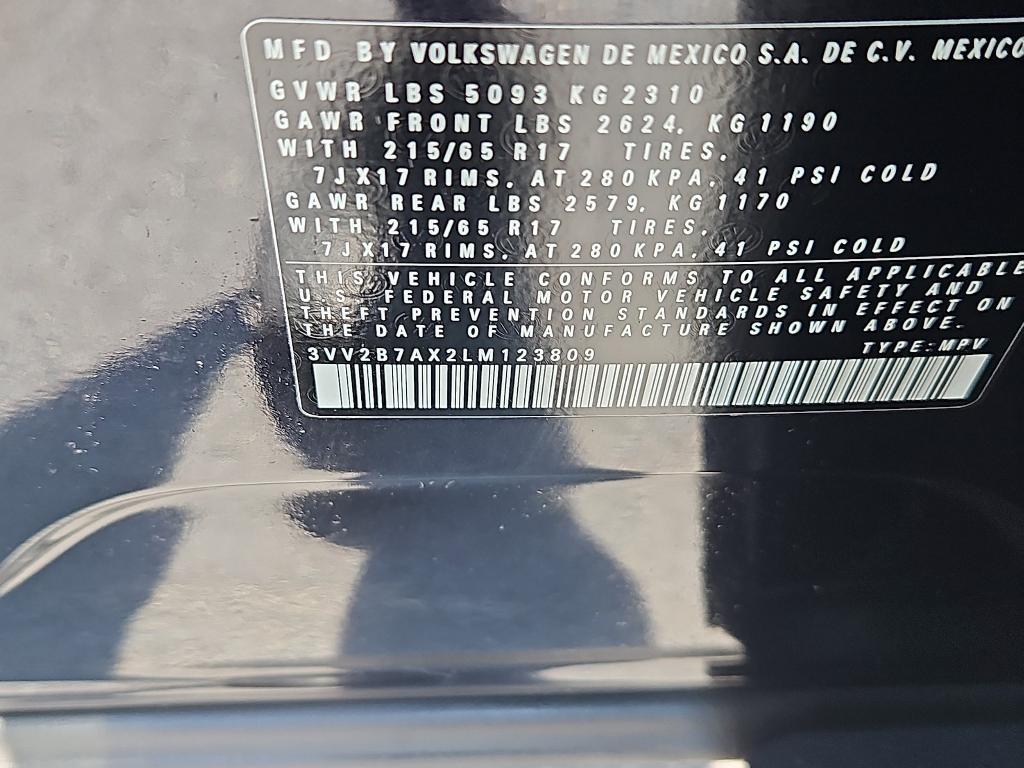 MFD BY VOLKSWAGEN DE MEXICO S.A. DE C.V. MEXICO
GVWR LBS 5093 KG 2310
GAWR FRONT LBS 2624, KG 1190
WITH 215/65 R17 TIRES,
7JX17 RIMS, AT 280 KPA, 41 PSI COLD
GAWR REAR LBS 2579, KG 1170
WITH 215/65 R17 TIRES,
7JX17 RIMS, AT 280 KPA, 41 PSI COLD
THIS VEHICLE CONFORMS TO ALL APPLICABLE
U.S. FEDERAL MOTOR VEHICLE SAFETY AND
THEFT PREVENTION STANDARDS IN EFFECT ON
THE DATE OF MANUFACTURE SHOWN ABOVE.
3VV2B7AX2LM123809 TYPE: MPV